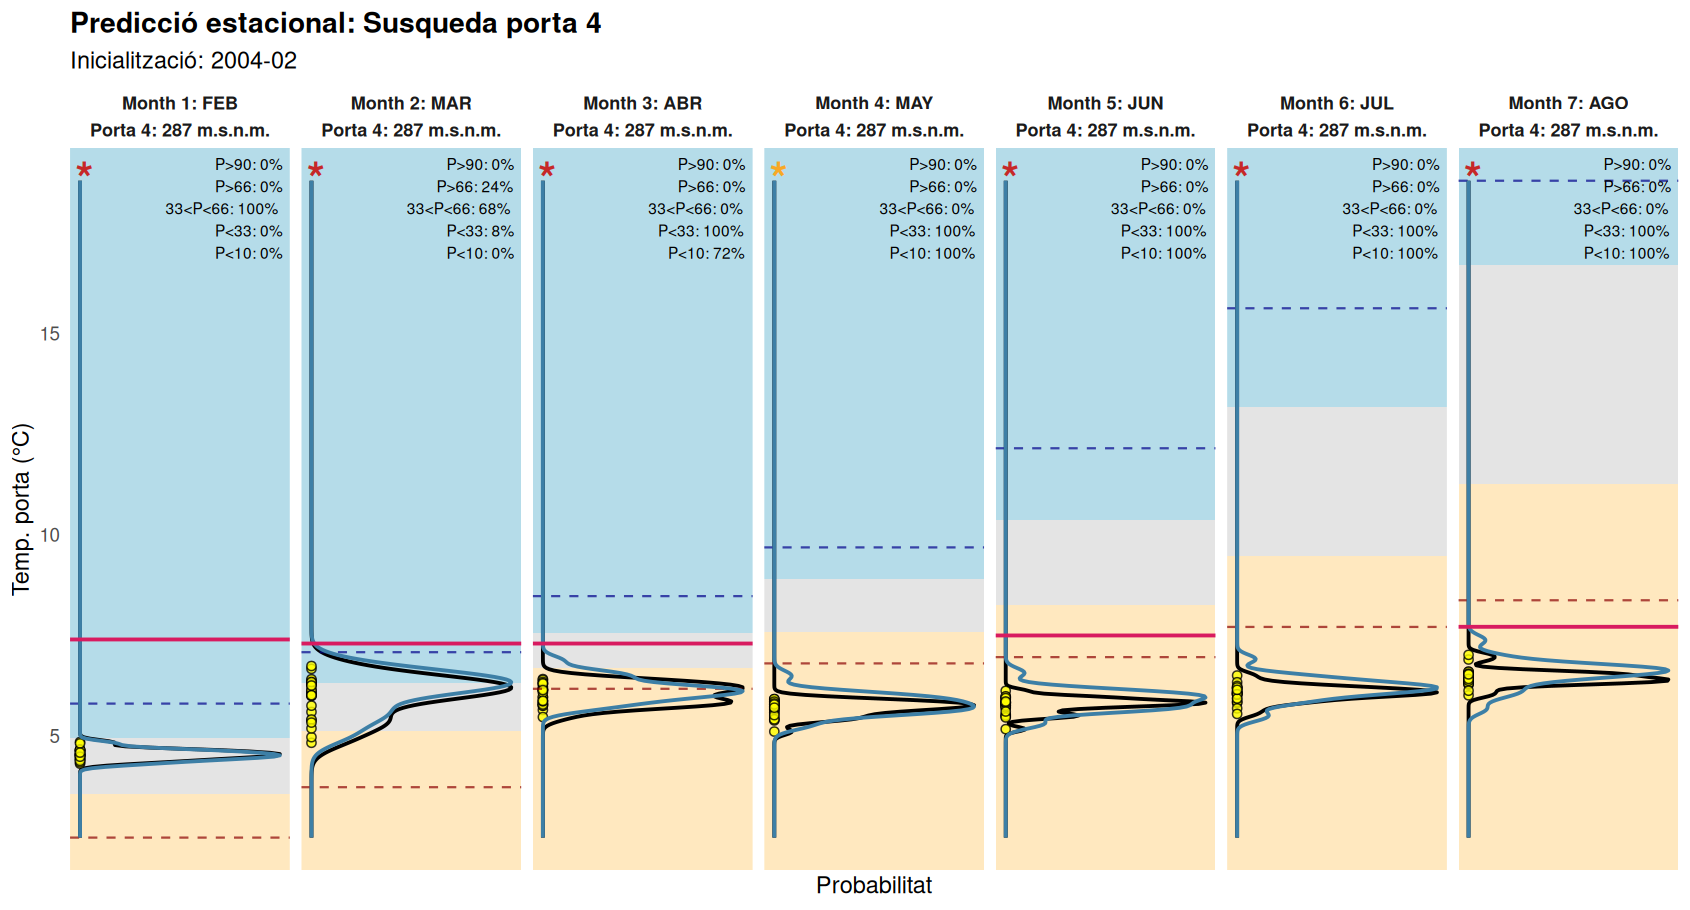 Predicció estacional: Susqueda porta 4
Inicialització: 2004-02
Month 1: FEB
Porta 4: 287 m.s.n.m.
Month 2: MAR
Porta 4: 287 m.s.n.m.
Month 3: ABR
Porta 4: 287 m.s.n.m.
Month 4: MAY
Porta 4: 287 m.s.n.m.
Month 5: JUN
Porta 4: 287 m.s.n.m.
Month 6: JUL
Porta 4: 287 m.s.n.m.
Month 7: AGO
Porta 4: 287 m.s.n.m.
*
P>90: 0%
P>66: 0%
33<P<66: 100%
P<33: 0%
P<10: 0%
*
P>90: 0%
P>66: 24%
33<P<66: 68%
P<33: 8%
P<10: 0%
*
P>90: 0%
P>66: 0%
33<P<66: 0%
P<33: 100%
P<10: 72%
*
P>90: 0%
P>66: 0%
33<P<66: 0%
P<33: 100%
P<10: 100%
*
P>90: 0%
P>66: 0%
33<P<66: 0%
P<33: 100%
P<10: 100%
*
P>90: 0%
P>66: 0%
33<P<66: 0%
P<33: 100%
P<10: 100%
*
P>90: 0%
P>66: 0%
33<P<66: 0%
P<33: 100%
P<10: 100%
15
10
5
Temp. porta (°C)
Probabilitat